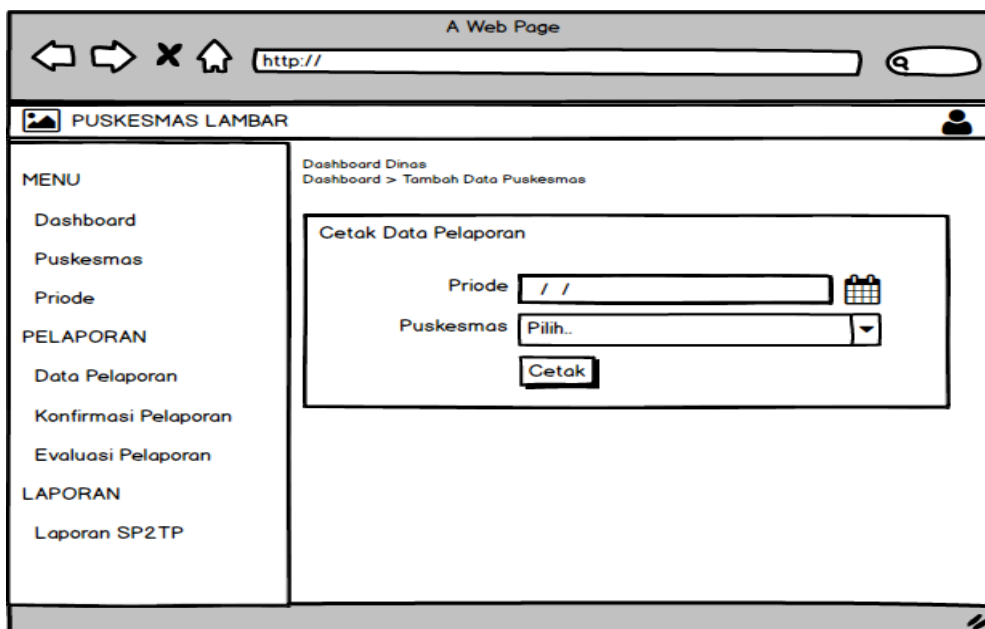 A Web Page
http://
PUSKESMAS LAMBAR
MENU
Dashboard
Puskesmas
Priode
PELAPORAN
Data Pelaporan
Konfirmasi Pelaporan
Evaluasi Pelaporan
LAPORAN
Laporan SP2TP
Dashboard Dinas
Dashboard > Tambah Data Puskesmas
Cetak Data Pelaporan
Priode / /
Puskesmas Pilih..
Cetak